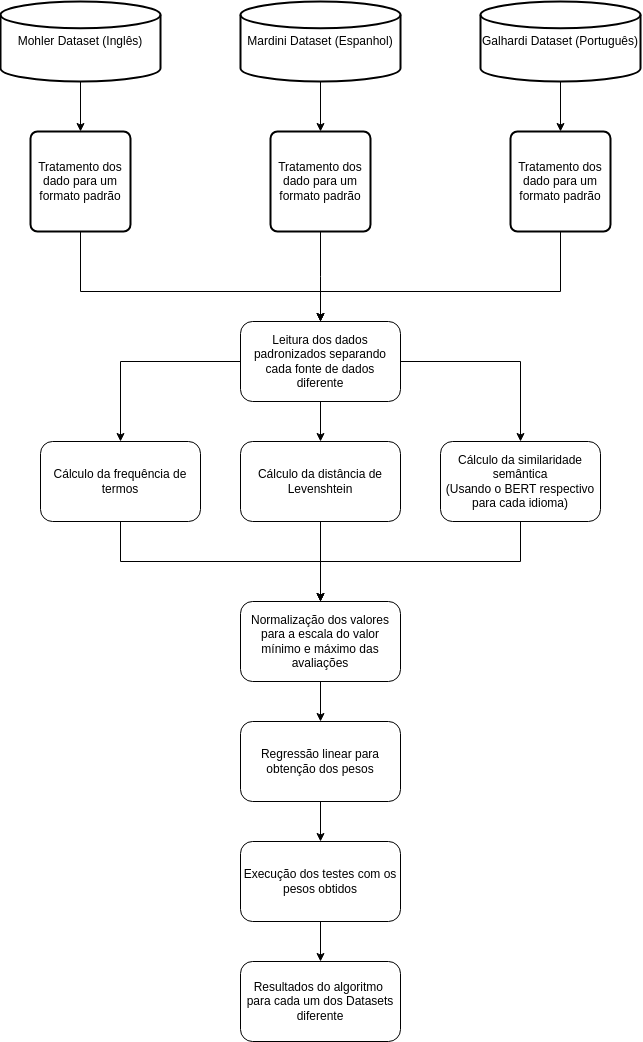 Mohler Dataset (Inglês)
Mardini Dataset (Espanhol)
Galhardi Dataset (Português)
Tratamento dos
dado para um
formato padrão
Tratamento dos
dado para um
formato padrão
Tratamento dos
dado para um
formato padrão
Leitura dos dados
padronizados separando
cada fonte de dados
diferente
Cálculo da frequência de
termos
Cálculo da distância de
Levenshtein
Cálculo da similaridade
semântica
(Usando o BERT respectivo
para cada idioma)
Normalização dos valores
para a escala do valor
mínimo e máximo das
avaliações
Regressão linear para
obtenção dos pesos
Execução dos testes com os
pesos obtidos
Resultados do algoritmo
para cada um dos Datasets
diferente